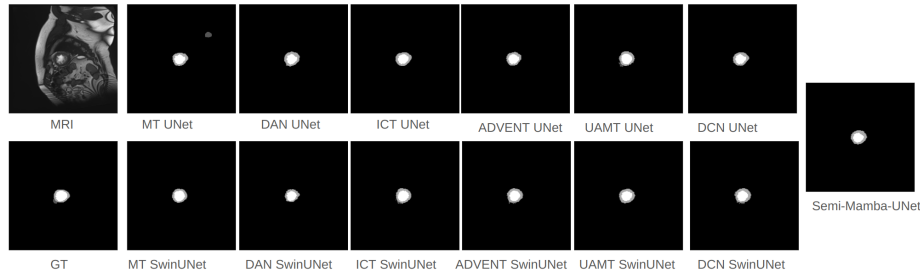 MRI
MT UNet
DAN UNet
ICT UNet
ADVENT UNet
UAMT UNet
DCN UNet
Semi-Mamba-UNet
GT
MT SwinUNet
DAN SwinUNet
ICT SwinUNet
ADVENT SwinUNet
UAMT SwinUNet
DCN SwinUNet